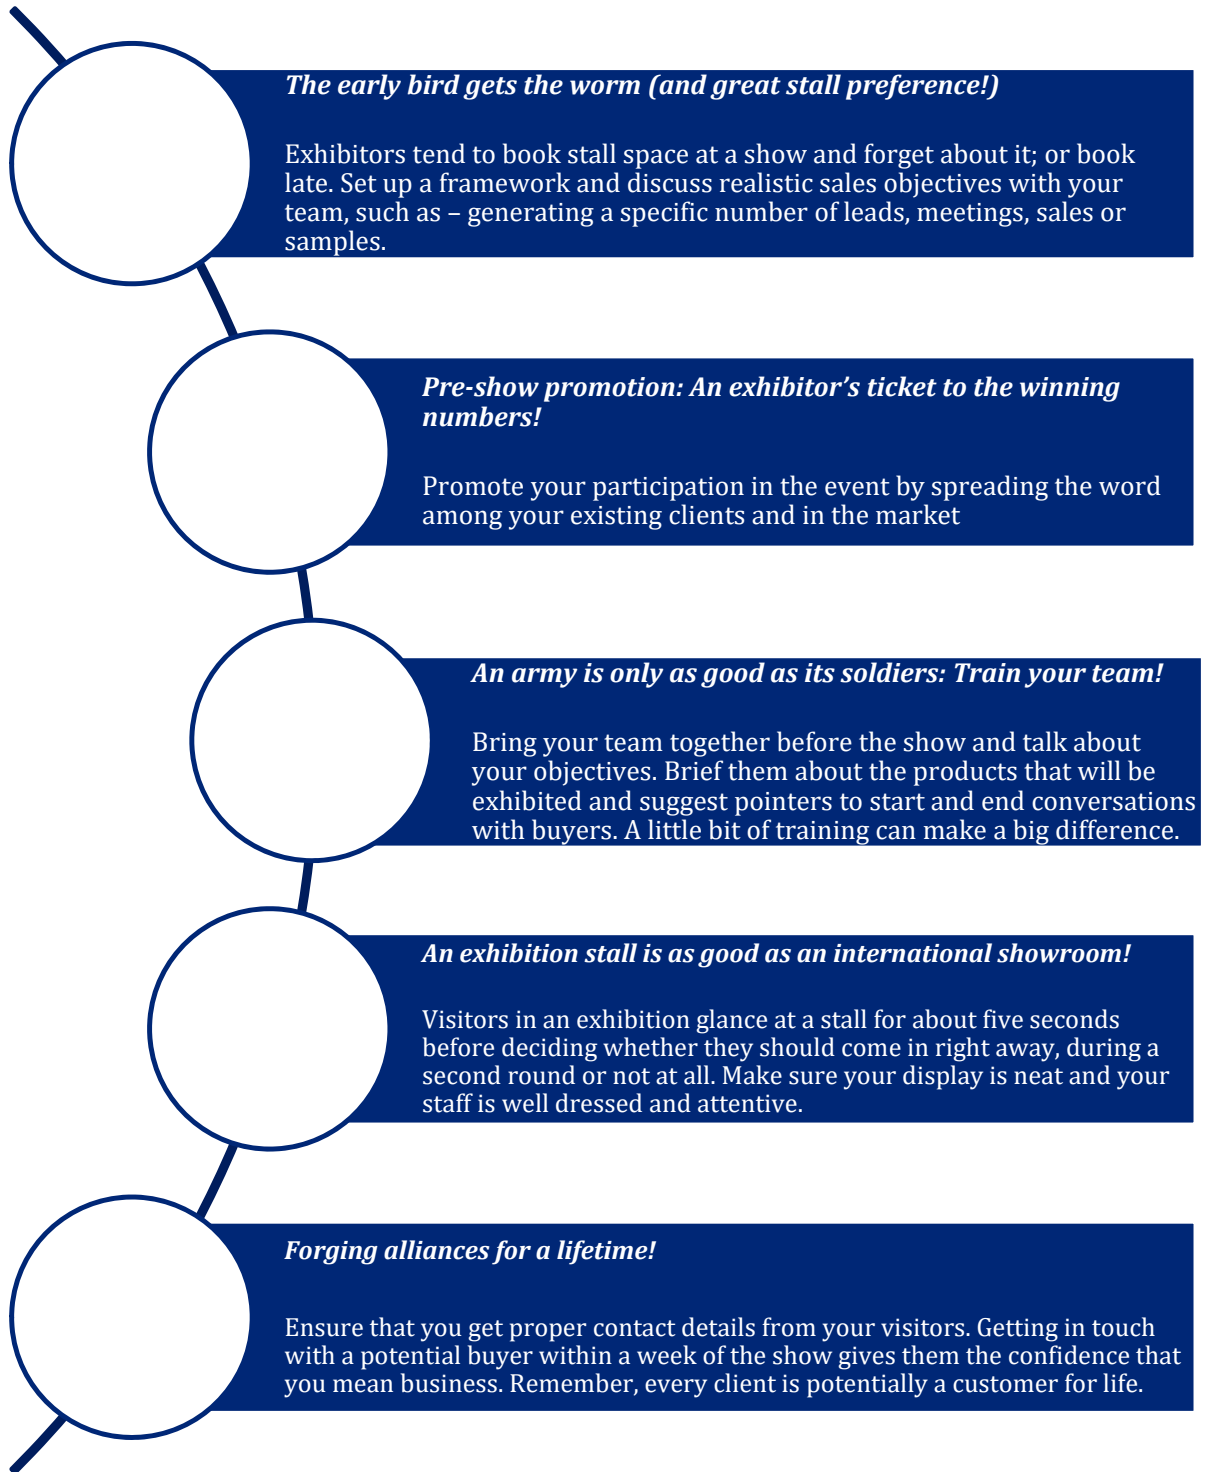 The early bird gets the worm (and great stall preference!)
Exhibitors tend to book stall space at a show and forget about it; or book
late. Set up a framework and discuss realistic sales objectives with your
team, such as – generating a specific number of leads, meetings, sales or
samples.
Pre-show promotion: An exhibitor’s ticket to the winning
numbers!
Promote your participation in the event by spreading the word
among your existing clients and in the market
An army is only as good as its soldiers: Train your team!
Bring your team together before the show and talk about
your objectives. Brief them about the products that will be
exhibited and suggest pointers to start and end conversations
with buyers. A little bit of training can make a big difference.
An exhibition stall is as good as an international showroom!
Visitors in an exhibition glance at a stall for about five seconds
before deciding whether they should come in right away, during a
second round or not at all. Make sure your display is neat and your
staff is well dressed and attentive.
Forging alliances for a lifetime!
Ensure that you get proper contact details from your visitors. Getting in touch
with a potential buyer within a week of the show gives them the confidence that
you mean business. Remember, every client is potentially a customer for life.